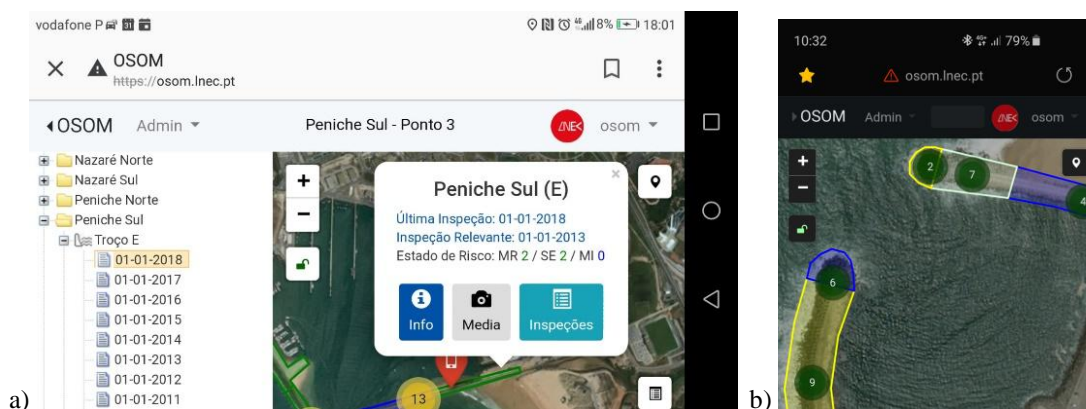 vodafone P 31
4G 8% 18:01
OSOM
https://osom.lnec.pt
OSOM Admin Peniche Sul - Ponto 3 LNEC osom
Nazaré Norte
Nazaré Sul
Peniche Norte
Peniche Sul
Troço E
01-01-2018
01-01-2017
01-01-2016
01-01-2015
01-01-2014
01-01-2013
01-01-2012
01-01-2011
+
−
Peniche Sul (E)
×
Última Inspeção: 01-01-2018
Inspeção Relevante: 01-01-2013
Estado de Risco: MR 2 / SE 2 / MI 0
Info Media Inspeções
13
a)
10:32 79%
osom.lnec.pt
OSOM Admin LNEC osom
+
−
2
7
4
6
9
b)